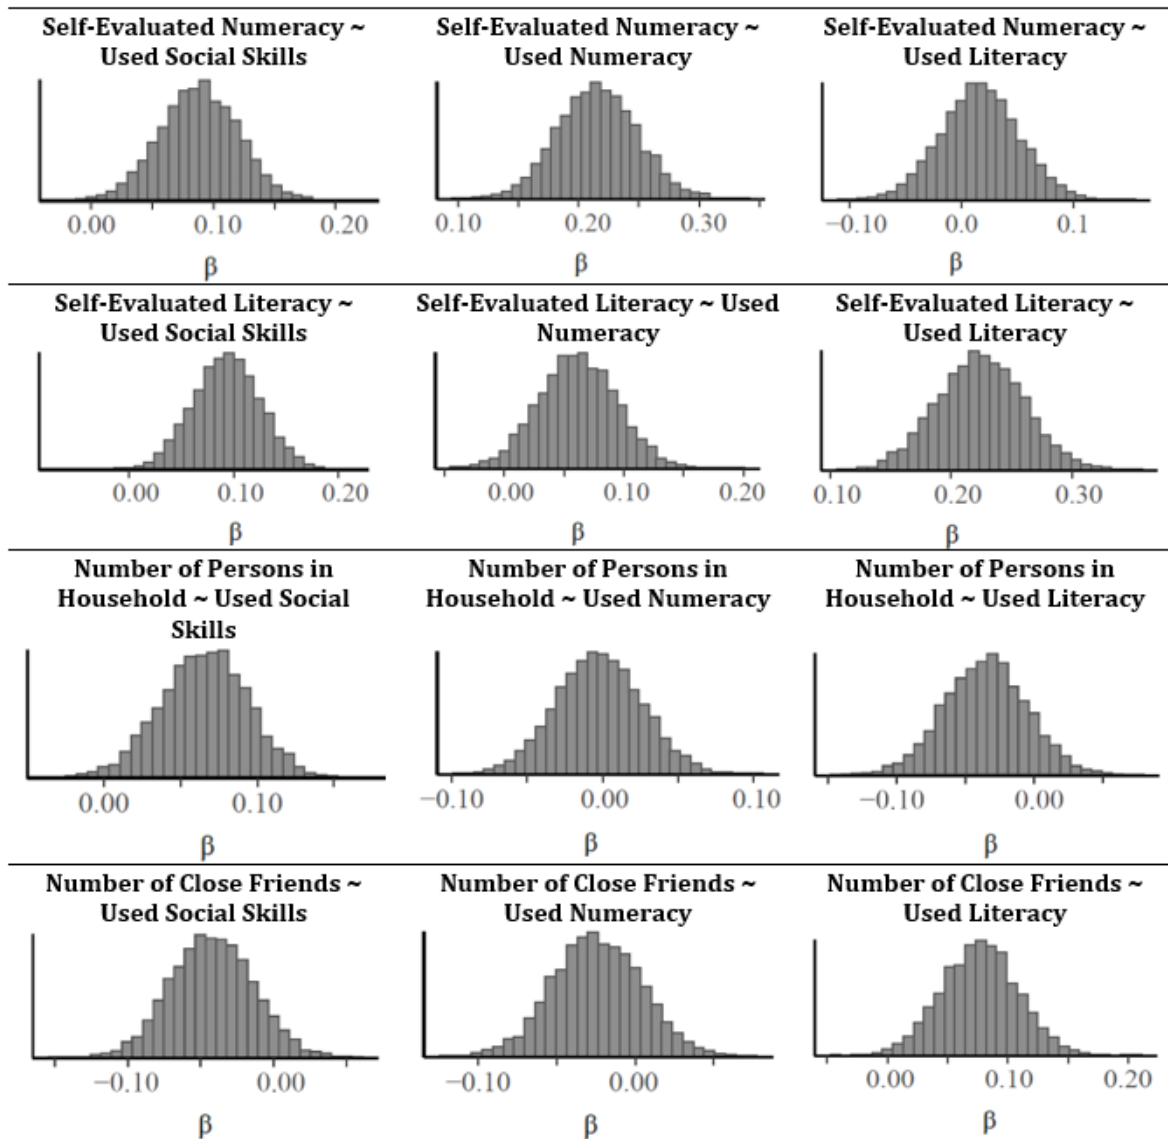 Self-Evaluated Numeracy ~
Used Social Skills
Self-Evaluated Numeracy ~
Used Numeracy
Self-Evaluated Numeracy ~
Used Literacy
0.00 0.10 0.20
β
0.10 0.20 0.30
β
−0.10 0.0 0.1
β
Self-Evaluated Literacy ~
Used Social Skills
Self-Evaluated Literacy ~ Used
Numeracy
Self-Evaluated Literacy ~
Used Literacy
0.00 0.10 0.20
β
0.00 0.10 0.20
β
0.10 0.20 0.30
β
Number of Persons in
Household ~ Used Social
Skills
Number of Persons in
Household ~ Used Numeracy
Number of Persons in
Household ~ Used Literacy
0.00 0.10
β
−0.10 0.00 0.10
β
−0.10 0.00
β
Number of Close Friends ~
Used Social Skills
Number of Close Friends ~
Used Numeracy
Number of Close Friends ~
Used Literacy
−0.10 0.00
β
−0.10 0.00
β
0.00 0.10 0.20
β